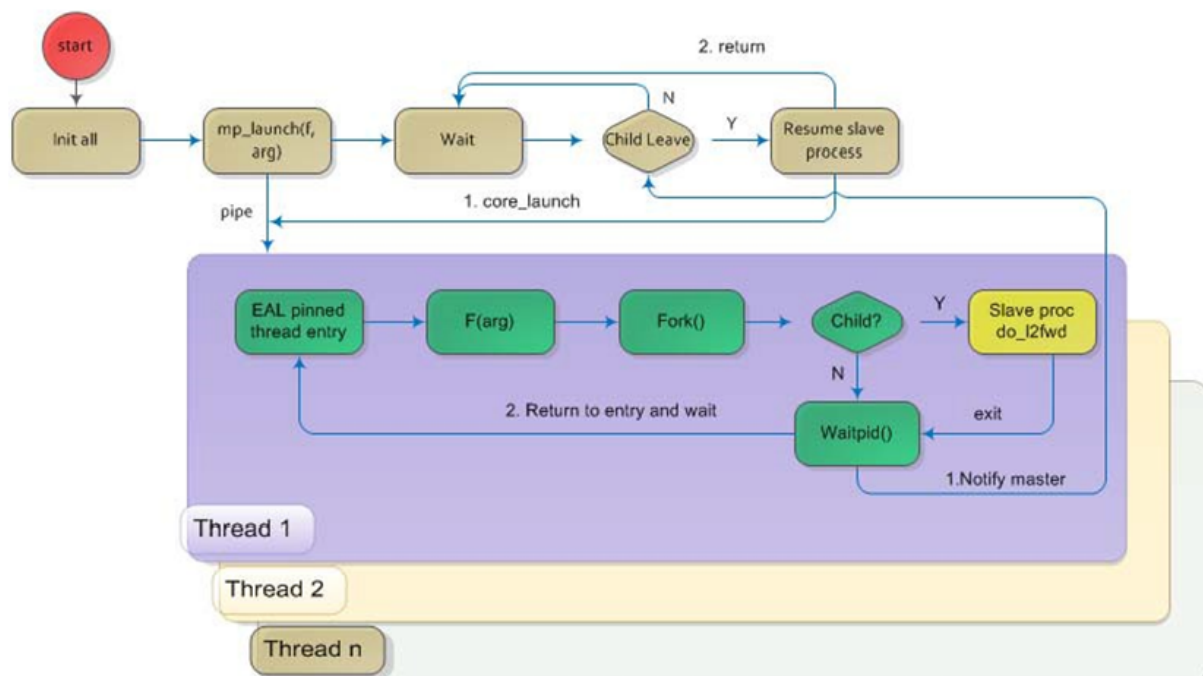 start
2. return
Init all
mp_launch(f,
arg)
Wait
N
Child Leave
Y
Resume slave
process
pipe
1. core_launch
EAL pinned
thread entry
F(arg)
Fork()
Child?
Y
Slave proc
do_l2fwd
N
2. Return to entry and wait
Waitpid()
exit
1.Notify master
Thread 1
Thread 2
Thread n